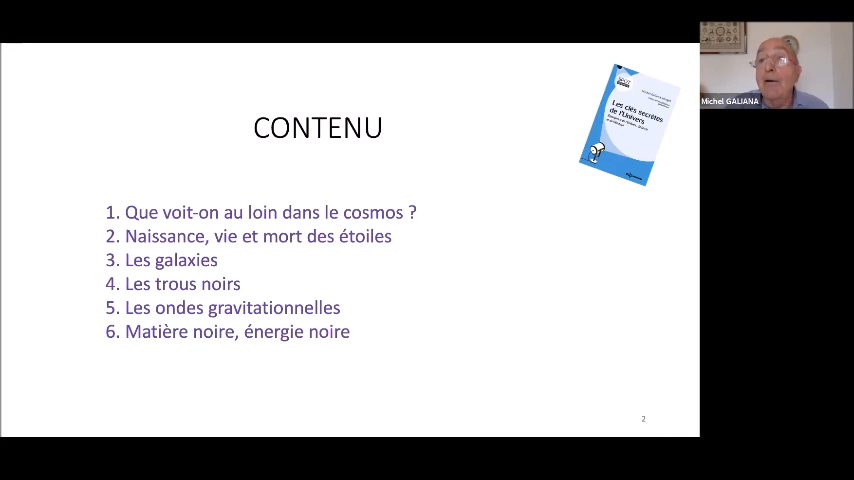 CONTENU
1. Que voit-on au loin dans le cosmos ?
2. Naissance, vie et mort des étoiles
3. Les galaxies
4. Les trous noirs
5. Les ondes gravitationnelles
6. Matière noire, énergie noire
2
Les clés secrètes
de l'Univers
Michel GALIANA